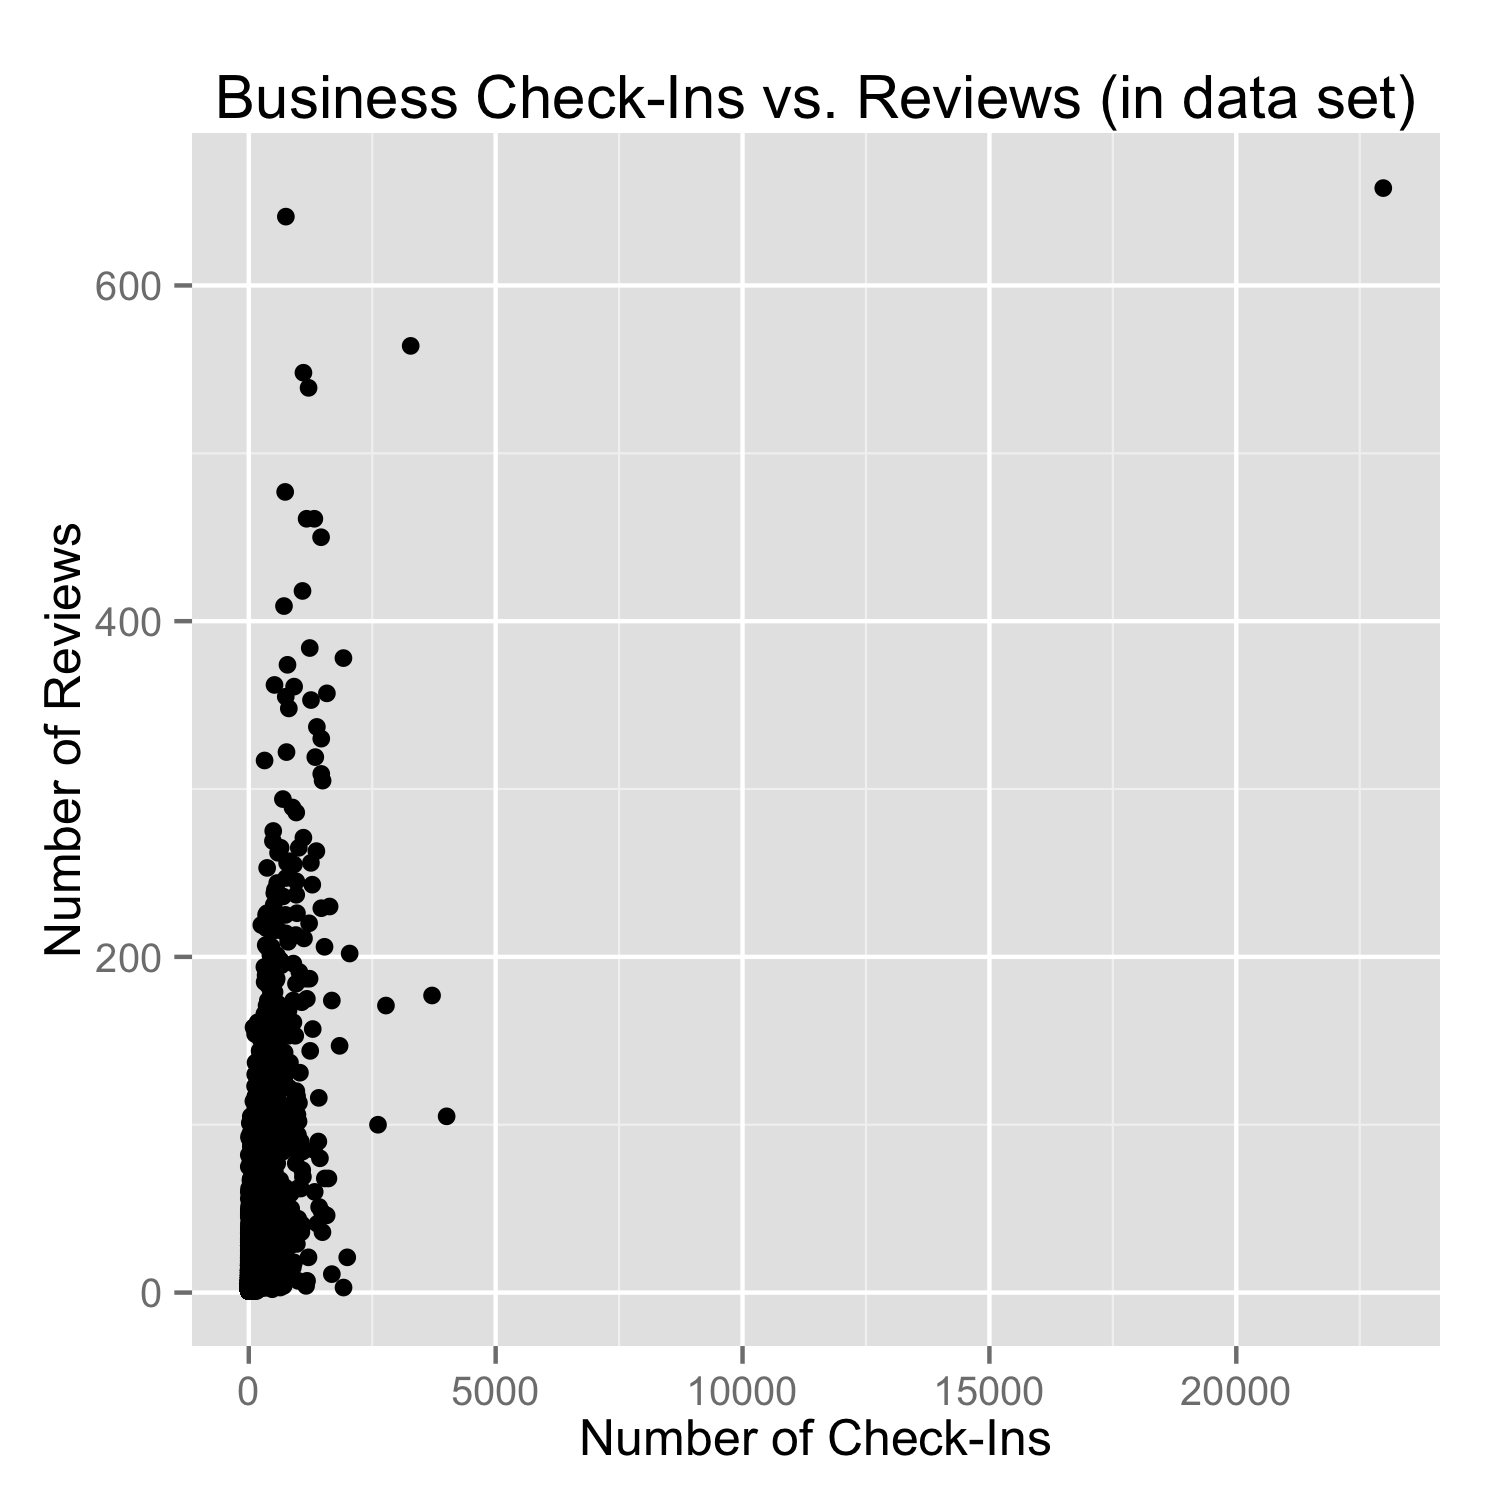 Business Check-Ins vs. Reviews (in data set)
600
400
200
0
Number of Reviews
0 5000 10000 15000 20000
Number of Check-Ins